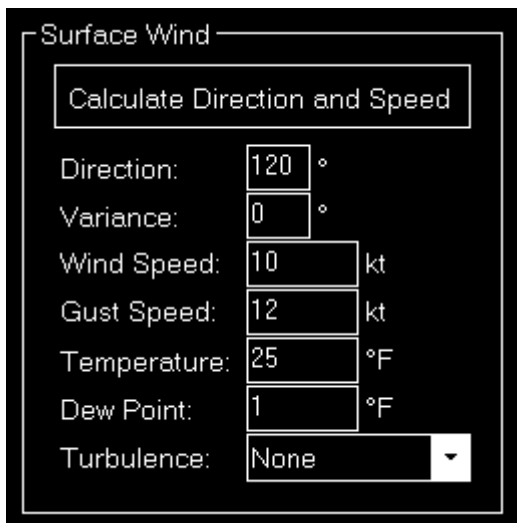 Surface Wind
Calculate Direction and Speed
Direction: 120 °
Variance: 0 °
Wind Speed: 10 kt
Gust Speed: 12 kt
Temperature: 25 °F
Dew Point: 1 °F
Turbulence: None